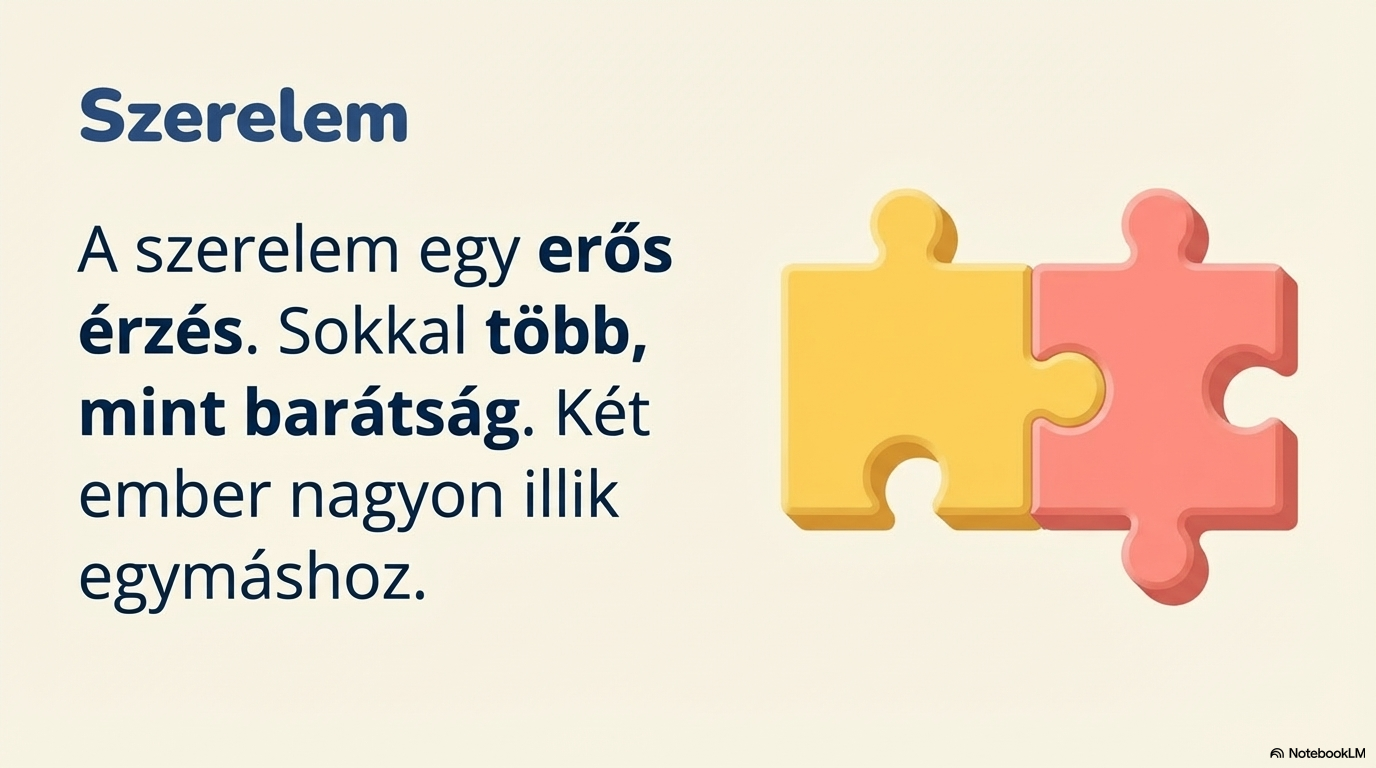 Szerelem
A szerelem egy erős
érzés. Sokkal több,
mint barátság. Két
ember nagyon illik
egymáshoz.
NotebookLM